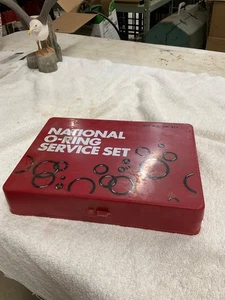 NATIONAL
O-RING
SERVICE SET